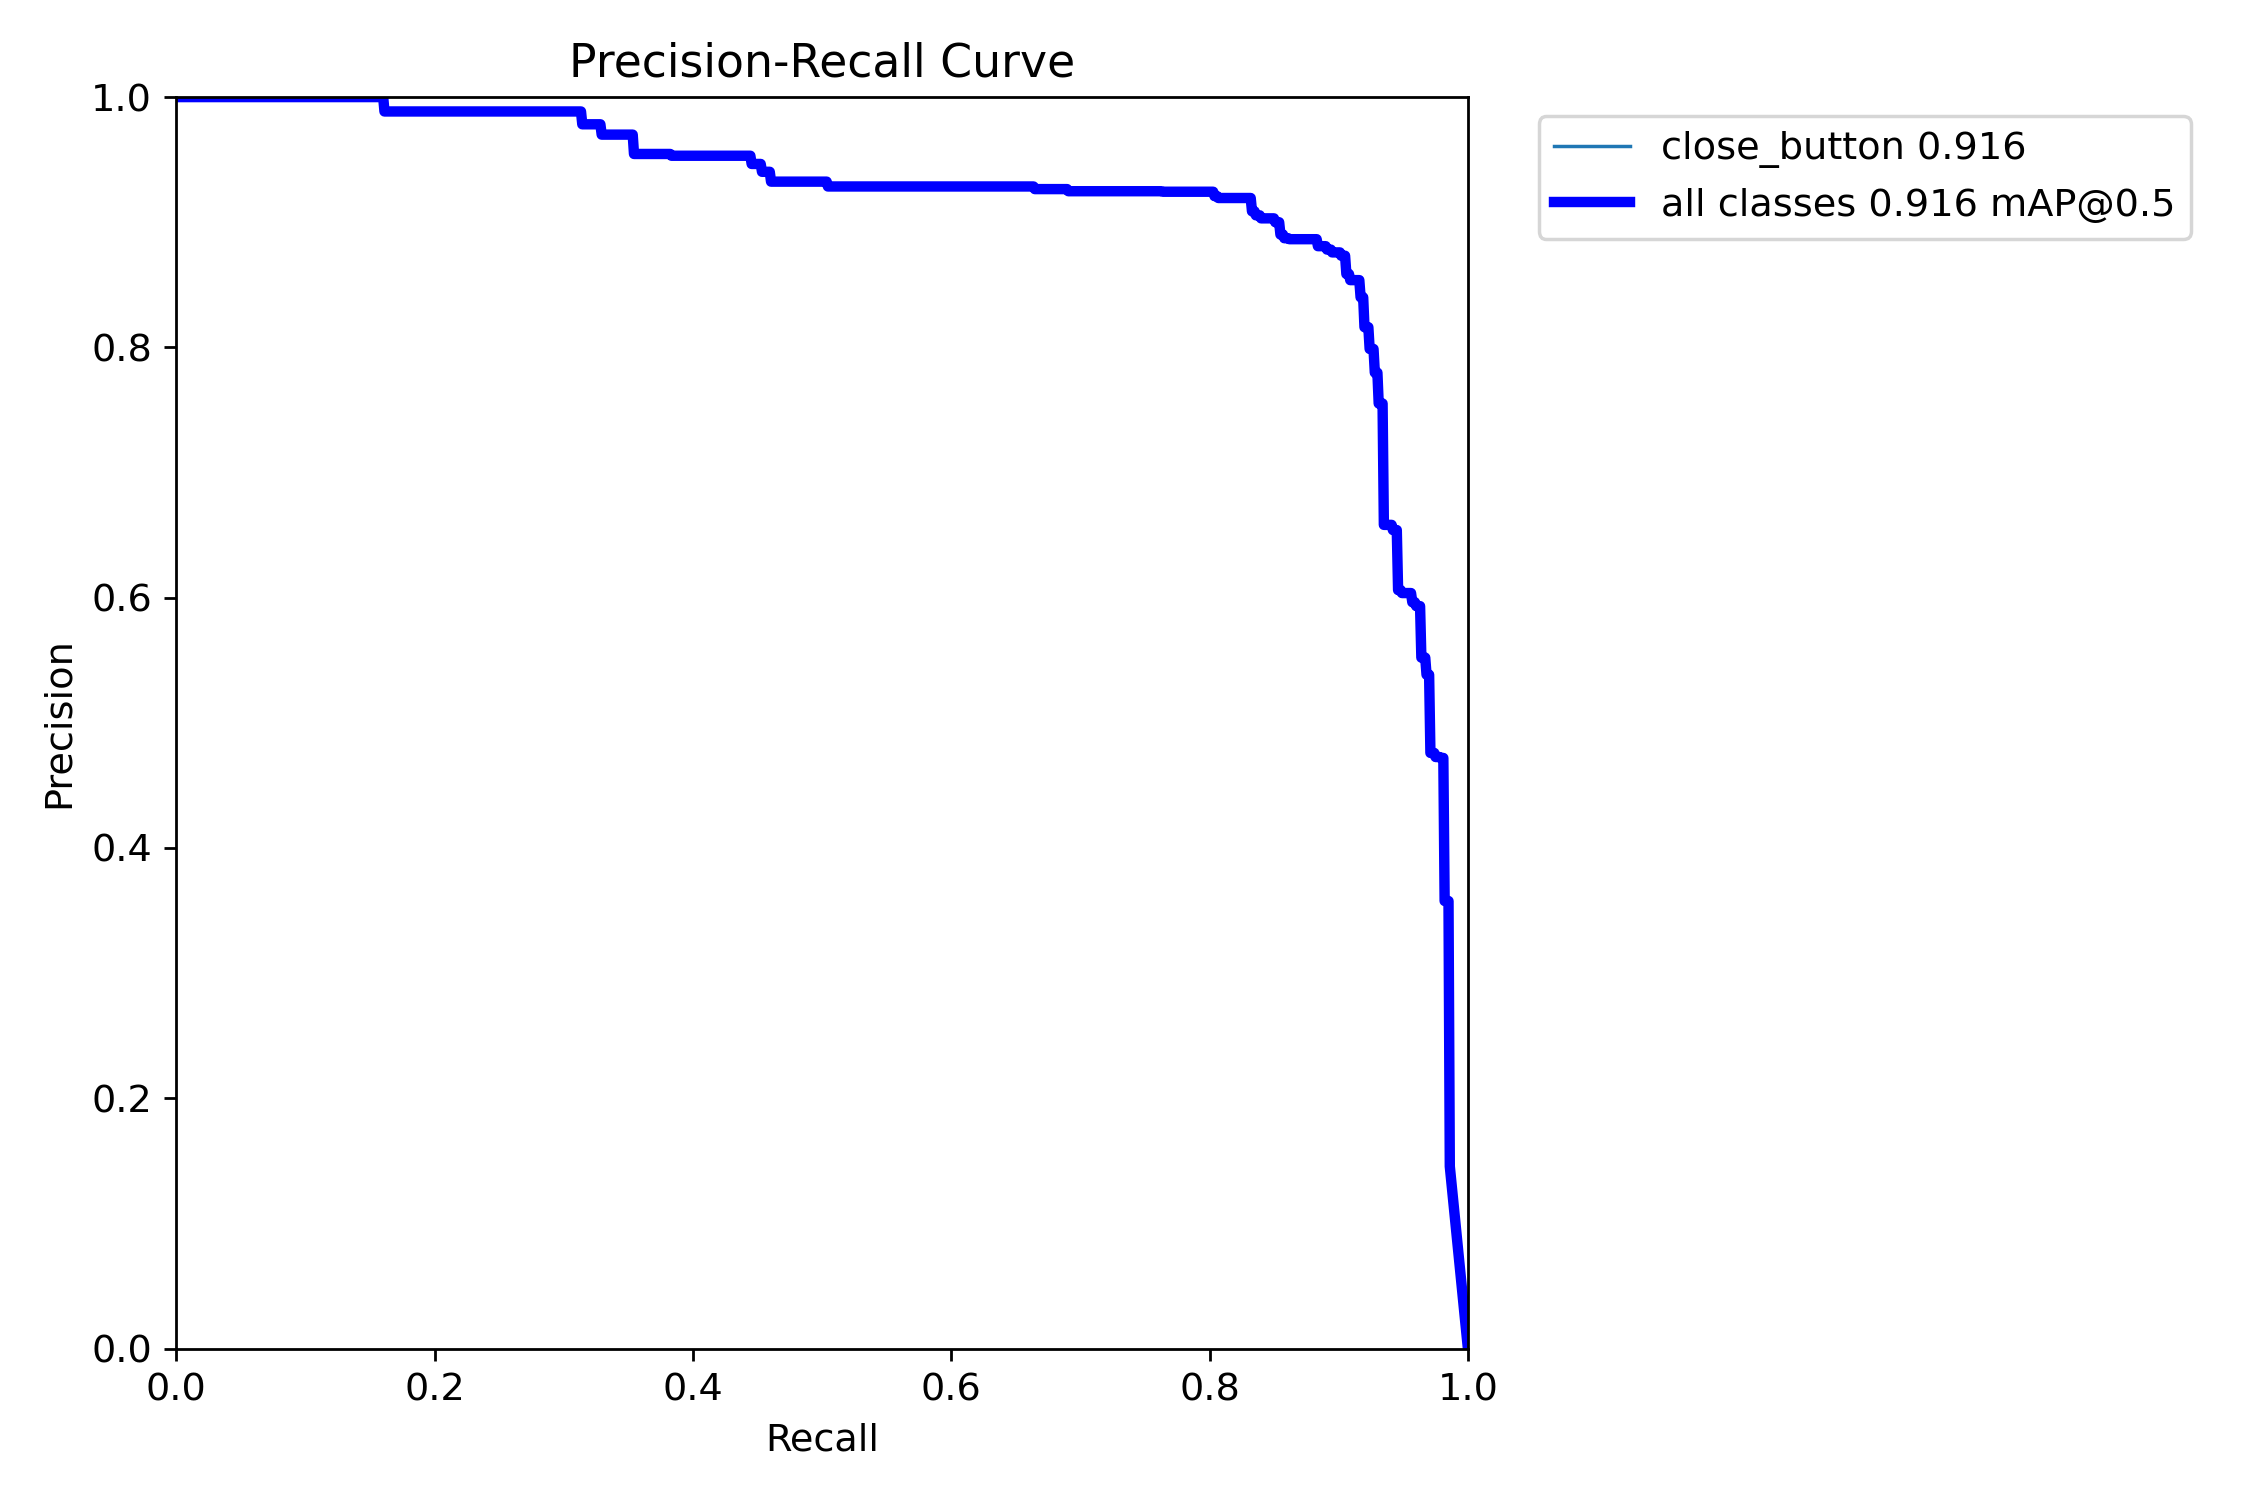 Precision-Recall Curve
close_button 0.916
all classes 0.916 mAP@0.5
Precision
1.0
0.8
0.6
0.4
0.2
0.0
0.0 0.2 0.4 0.6 0.8 1.0
Recall